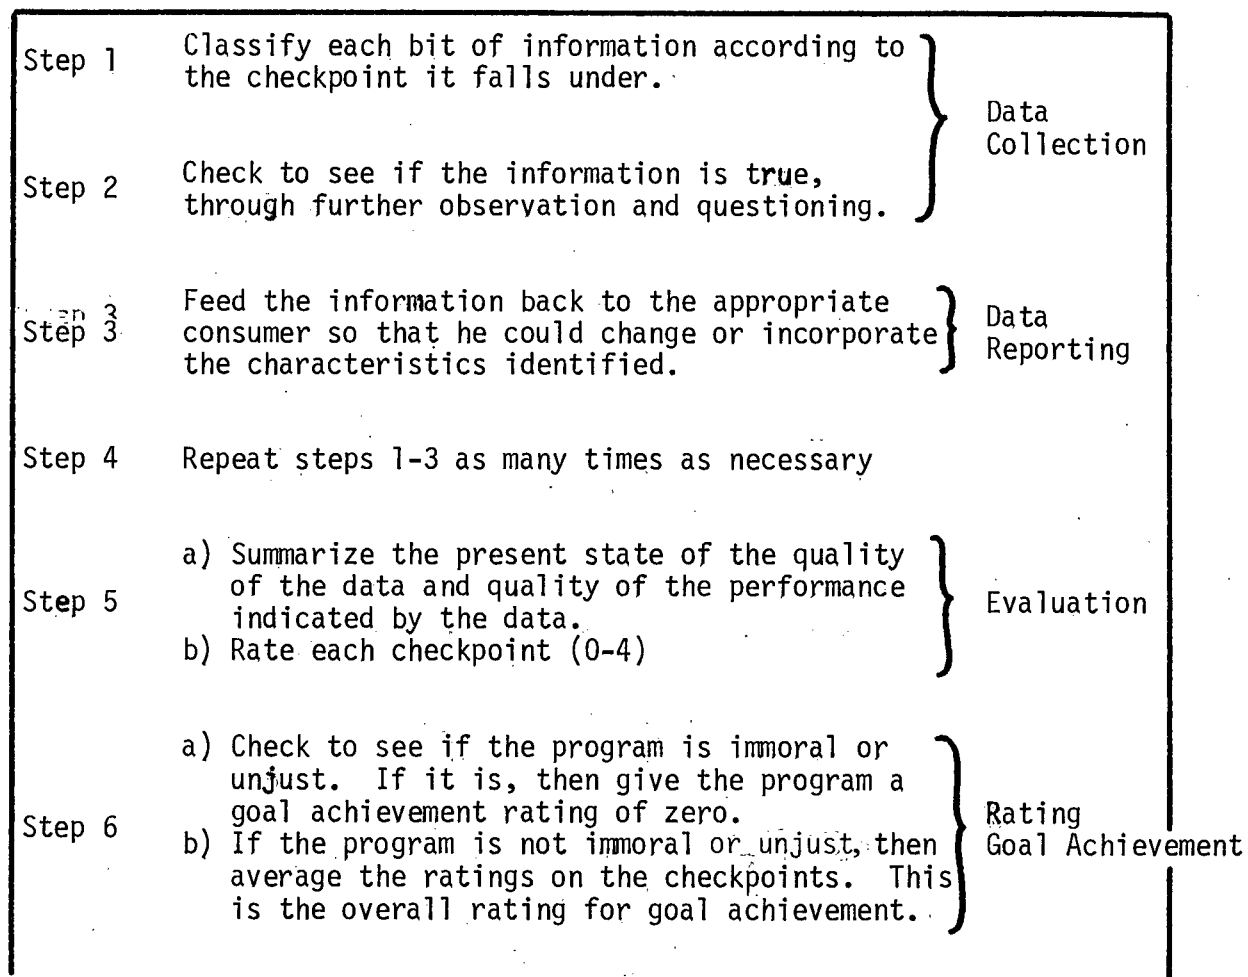 Step 1
Classify each bit of information according to
the checkpoint it falls under.
Data
Collection
Step 2
Check to see if the information is true,
through further observation and questioning.
Step 3
Feed the information back to the appropriate
consumer so that he could change or incorporate
the characteristics identified.
Data
Reporting
Step 4
Repeat steps 1-3 as many times as necessary
Step 5
a) Summarize the present state of the quality
of the data and quality of the performance
indicated by the data.
b) Rate each checkpoint (0-4)
Evaluation
Step 6
a) Check to see if the program is immoral or
unjust. If it is, then give the program a
goal achievement rating of zero.
b) If the program is not immoral or unjust, then
average the ratings on the checkpoints. This
is the overall rating for goal achievement.
Rating
Goal Achievement